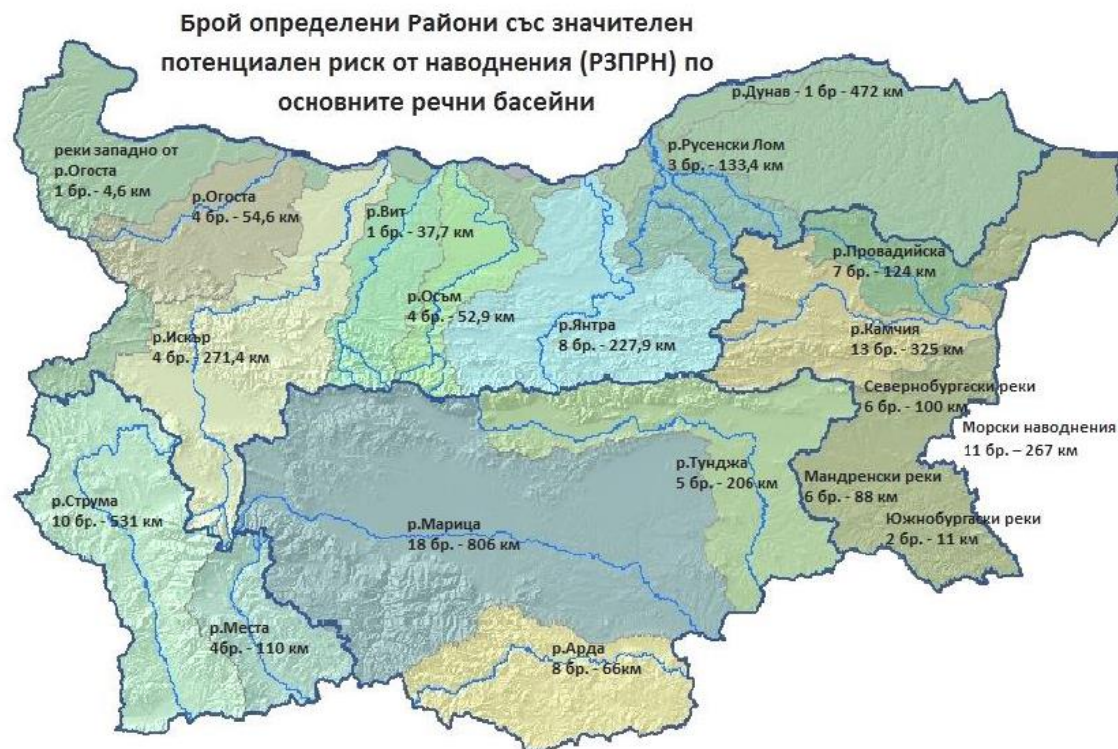 Брой определени Райони със значителен
потенциален риск от наводнения (РЗПРН) по
основните речни басейни
р.Дунав - 1 бр - 472 км
реки западно от
р.Огоста
1 бр. - 4,6 км
р.Огоста
4 бр. - 54,6 км
р.Вит
1 бр. - 37,7 км
р.Русенски Лом
3 бр. - 133,4 км
р.Провадийска
7 бр. - 124 км
р.Осъм
4 бр. - 52,9 км
р.Искър
4 бр. - 271,4 км
р.Янтра
8 бр. - 227,9 км
р.Камчия
13 бр. - 325 км
Севернобургаски реки
6 бр. - 100 км
Морски наводнения
11 бр. – 267 км
р.Тунджа
5 бр. - 206 км
Мандренски реки
6 бр. - 88 км
Южнобургаски реки
2 бр. - 11 км
р.Струма
10 бр. - 531 км
р.Марица
18 бр. - 806 км
р.Места
4бр. - 110 км
р.Арда
8 бр. - 66км